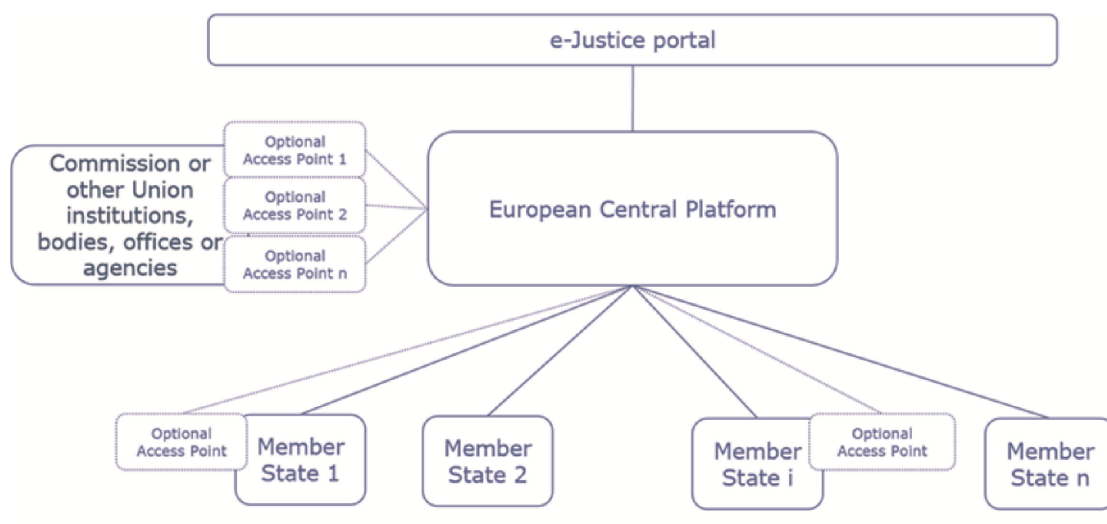 e-Justice portal
Commission or
other Union
institutions,
bodies, offices or
agencies
Optional
Access Point 1
Optional
Access Point 2
Optional
Access Point n
European Central Platform
Optional
Access Point
Member
State 1
Member
State 2
Member
State i
Optional
Access Point
Member
State n